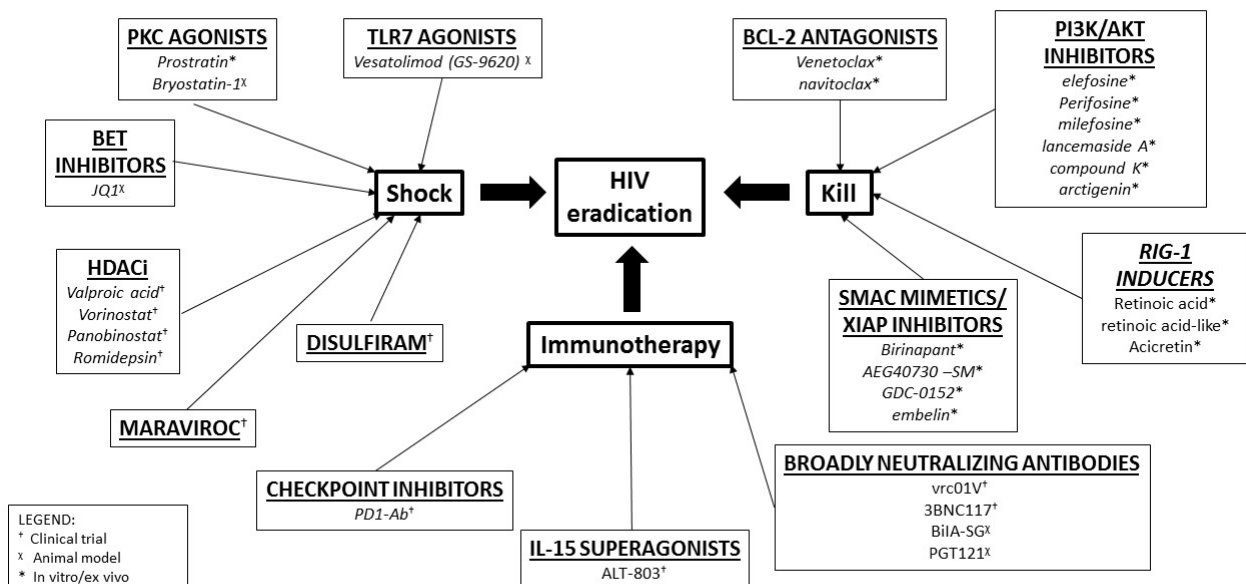 PKC AGONISTS
Prostratin*
Bryostatin-1ᵡ
TLR7 AGONISTS
Vesatolimod (GS-9620) ᵡ
BCL-2 ANTAGONISTS
Venetoclax*
navitoclax*
PI3K/AKT
INHIBITORS
elefosine*
Perifosine*
milefosine*
lancemaside A*
compound K*
arctigenin*
BET
INHIBITORS
JQ1ᵡ
Shock
HIV
eradication
Kill
HDACi
Valproic acid†
Vorinostat†
Panobinostat†
Romidepsin†
DISULFIRAM†
MARAVIROC†
Immunotherapy
SMAC MIMETICS/
XIAP INHIBITORS
Birinapant*
AEG40730 –SM*
GDC-0152*
embelin*
RIG-1
INDUCERS
Retinoic acid*
retinoic acid-like*
Acicretin*
CHECKPOINT INHIBITORS
PD1-Ab†
IL-15 SUPERAGONISTS
ALT-803†
BROADLY NEUTRALIZING ANTIBODIES
vrc01V†
3BNC117†
BiIA-SGᵡ
PGT121ᵡ
LEGEND:
† Clinical trial
ᵡ Animal model
* In vitro/ex vivo